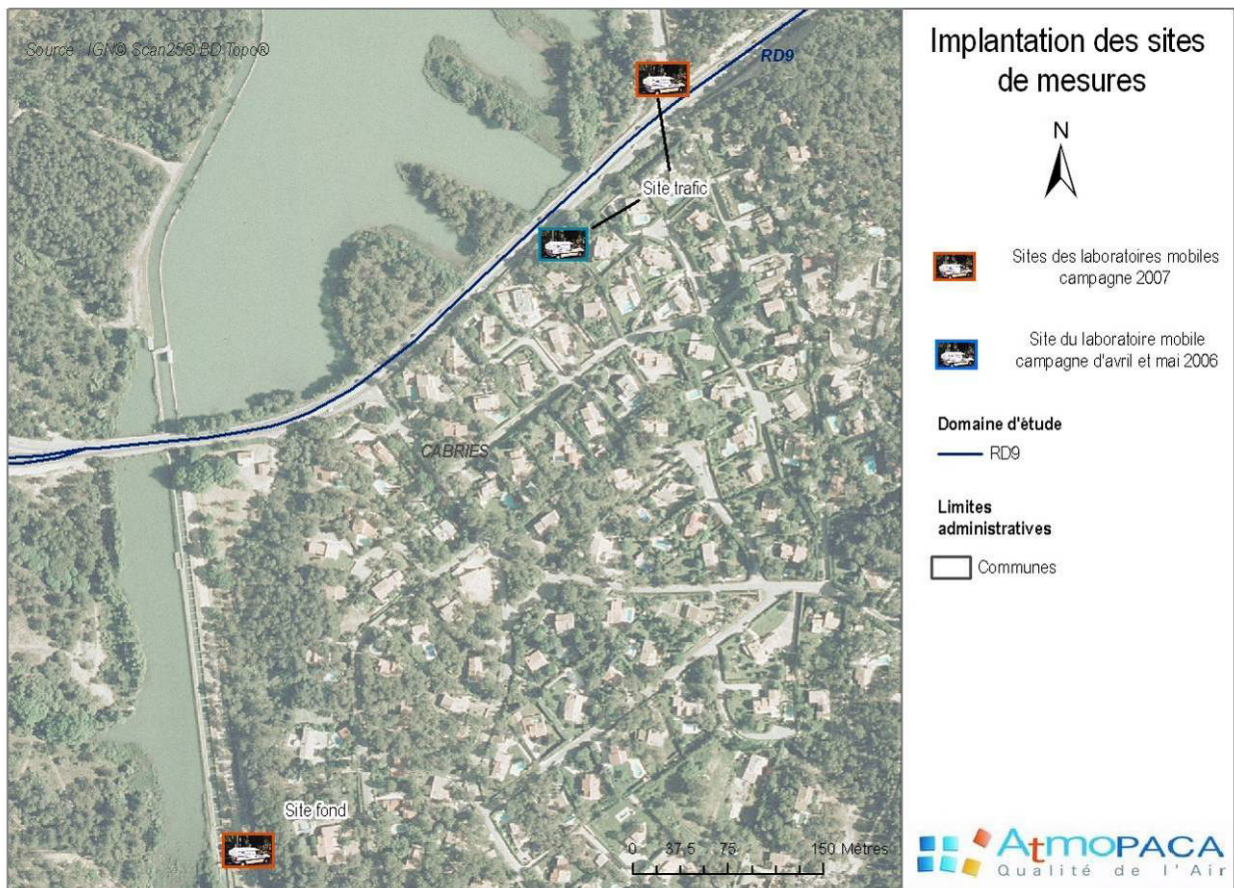 Source : IGN© Scan25® BD Topo®
RD9
Site trafic
CABRIES
Site fond
0 37,5 75 150 Mètres
Implantation des sites
de mesures
N
Sites des laboratoires mobiles
campagne 2007
Site du laboratoire mobile
campagne d'avril et mai 2006
Domaine d'étude
RD9
Limites
administratives
Communes
AtmoPACA
Qualité de l'Air